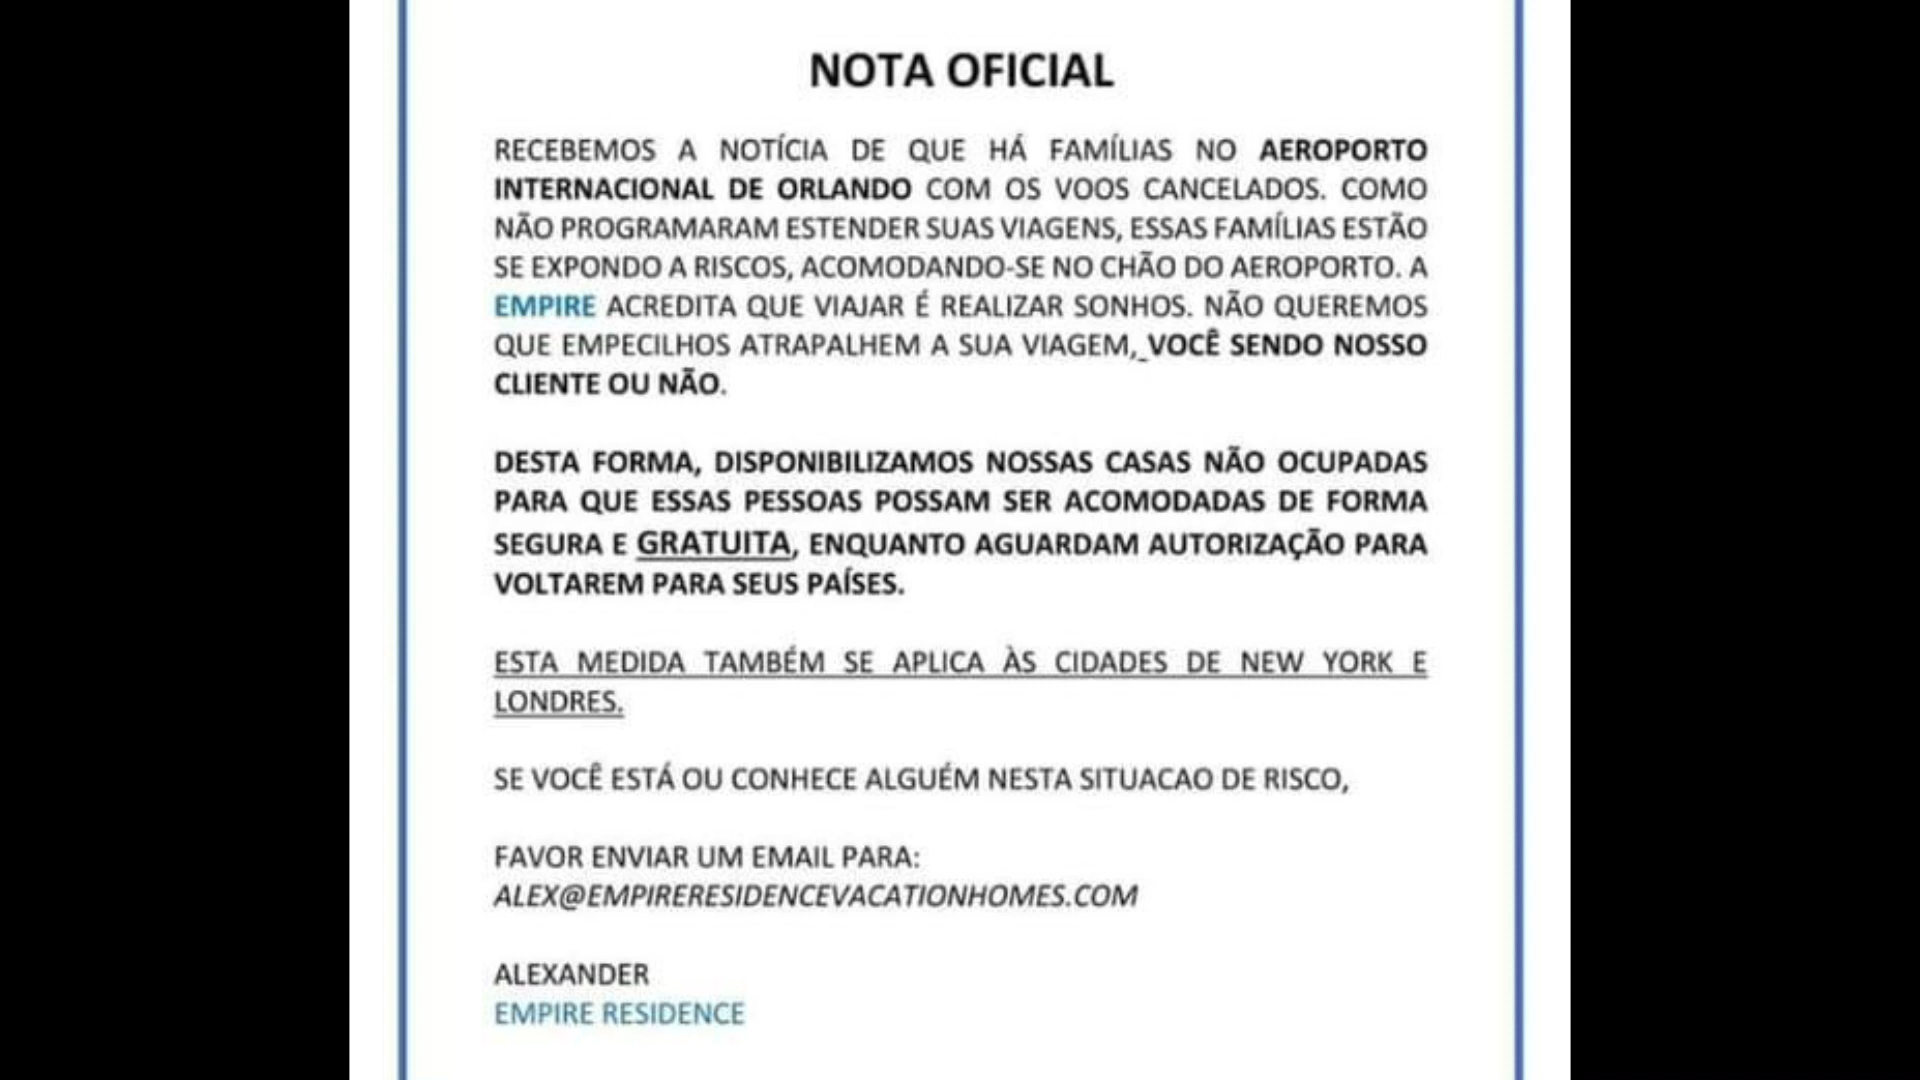 NOTA OFICIAL
RECEBEMOS A NOTÍCIA DE QUE HÁ FAMÍLIAS NO AEROPORTO
INTERNACIONAL DE ORLANDO COM OS VOOS CANCELADOS. COMO
NÃO PROGRAMARAM ESTENDER SUAS VIAGENS, ESSAS FAMÍLIAS ESTÃO
SE EXPONDO A RISCOS, ACOMODANDO-SE NO CHÃO DO AEROPORTO. A
EMPIRE ACREDITA QUE VIAJAR É REALIZAR SONHOS. NÃO QUEREMOS
QUE EMPECILHOS ATRAPALHEM A SUA VIAGEM, VOCÊ SENDO NOSSO
CLIENTE OU NÃO.
DESTA FORMA, DISPONIBILIZAMOS NOSSAS CASAS NÃO OCUPADAS
PARA QUE ESSAS PESSOAS POSSAM SER ACOMODADAS DE FORMA
SEGURA E GRATUITA, ENQUANTO AGUARDAM AUTORIZAÇÃO PARA
VOLTAREM PARA SEUS PAÍSES.
ESTA MEDIDA TAMBÉM SE APLICA ÀS CIDADES DE NEW YORK E
LONDRES.
SE VOCÊ ESTÁ OU CONHECE ALGUÉM NESTA SITUACAO DE RISCO,
FAVOR ENVIAR UM EMAIL PARA:
ALEX@EMPIRERESIDENCEVACATIONHOMES.COM
ALEXANDER
EMPIRE RESIDENCE